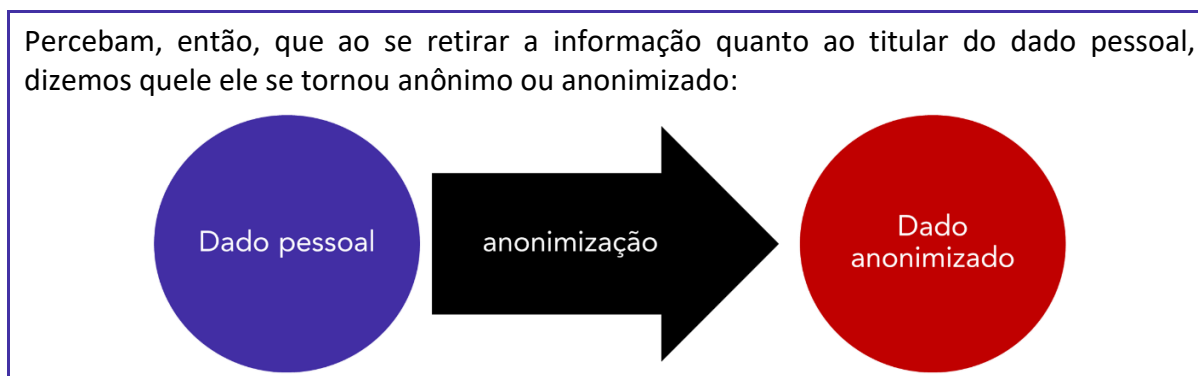 Percebam, então, que ao se retirar a informação quanto ao titular do dado pessoal,
dizemos quele ele se tornou anônimo ou anonimizado:
Dado pessoal
anonimização
Dado
anonimizado